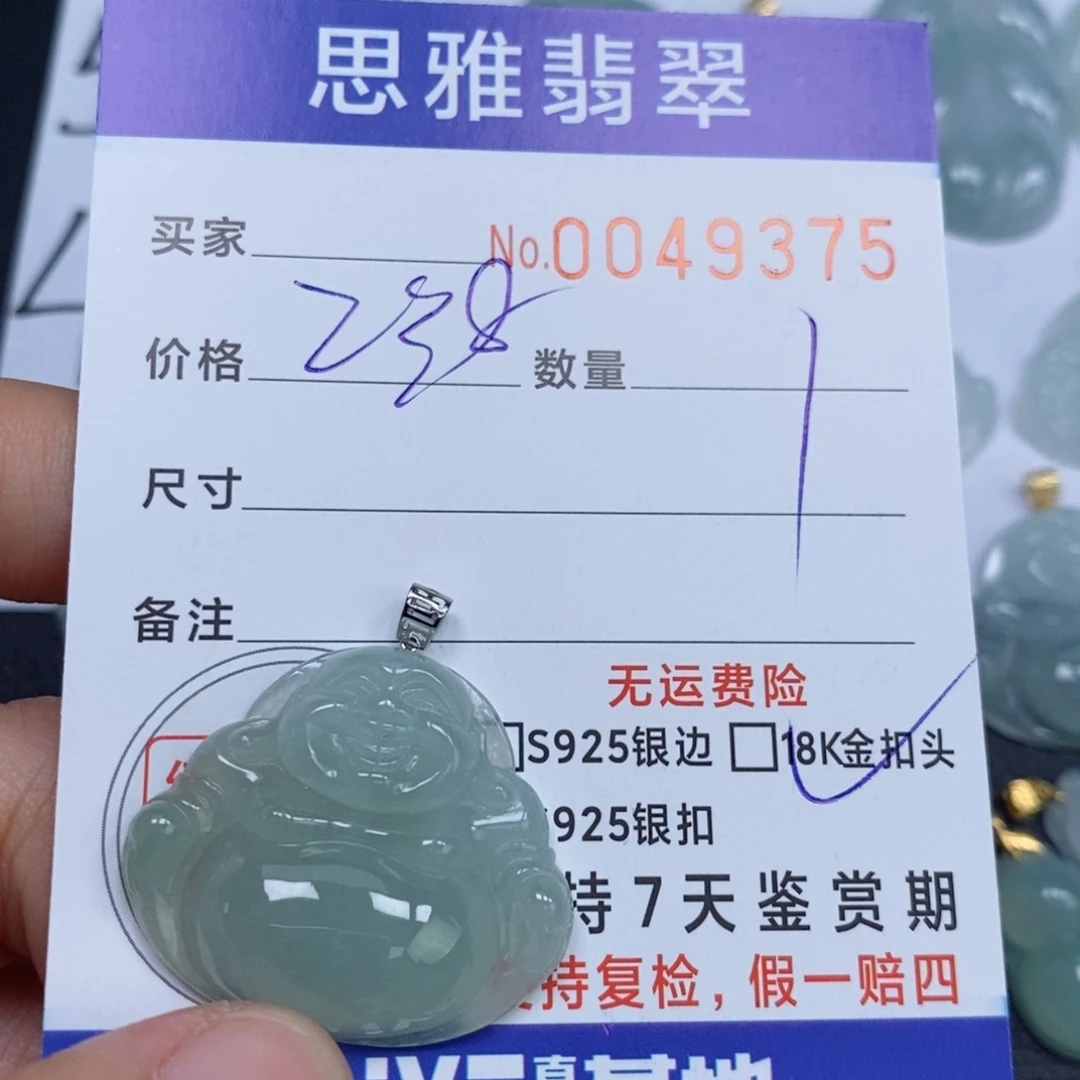 思雅翡翠
买家 No.0049375
价格 238 数量 1
尺寸
备注
无运费险
S925银边 □18K金扣头
925银扣
持7天鉴赏期
持复检，假一赔四